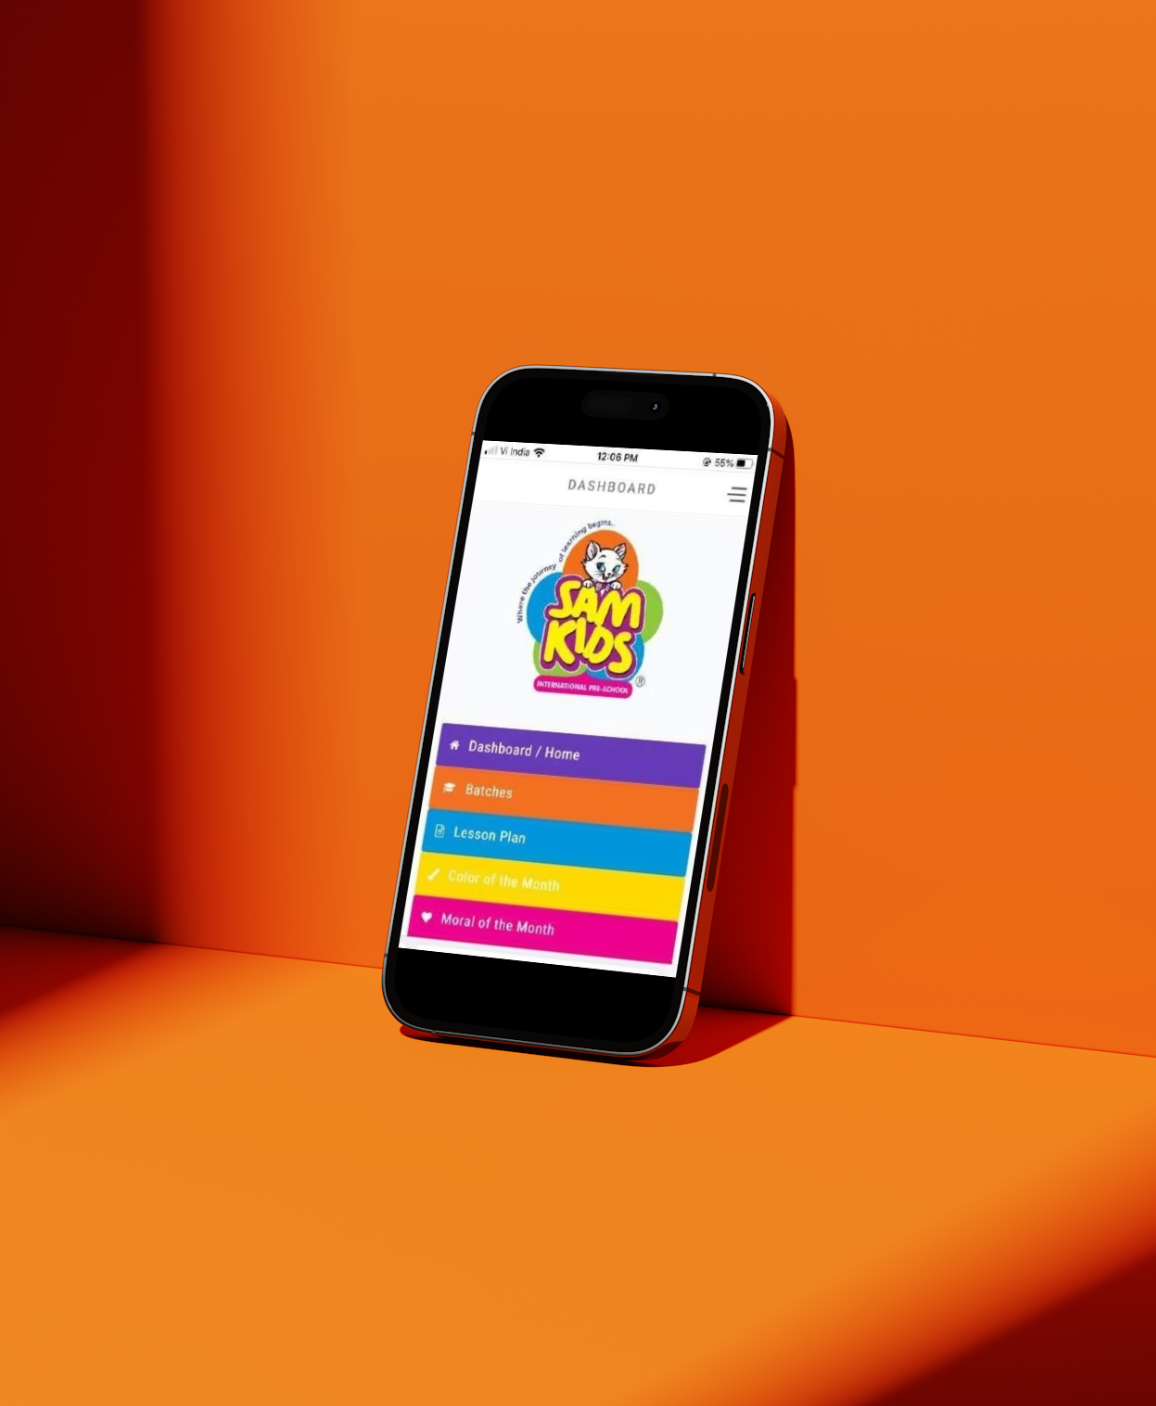 Vi India
12:06 PM
55%
DASHBOARD
Where the journey of learning begins..
SAM
KIDS
®
INTERNATIONAL PRE-SCHOOL
Dashboard / Home
Batches
Lesson Plan
Color of the Month
Moral of the Month